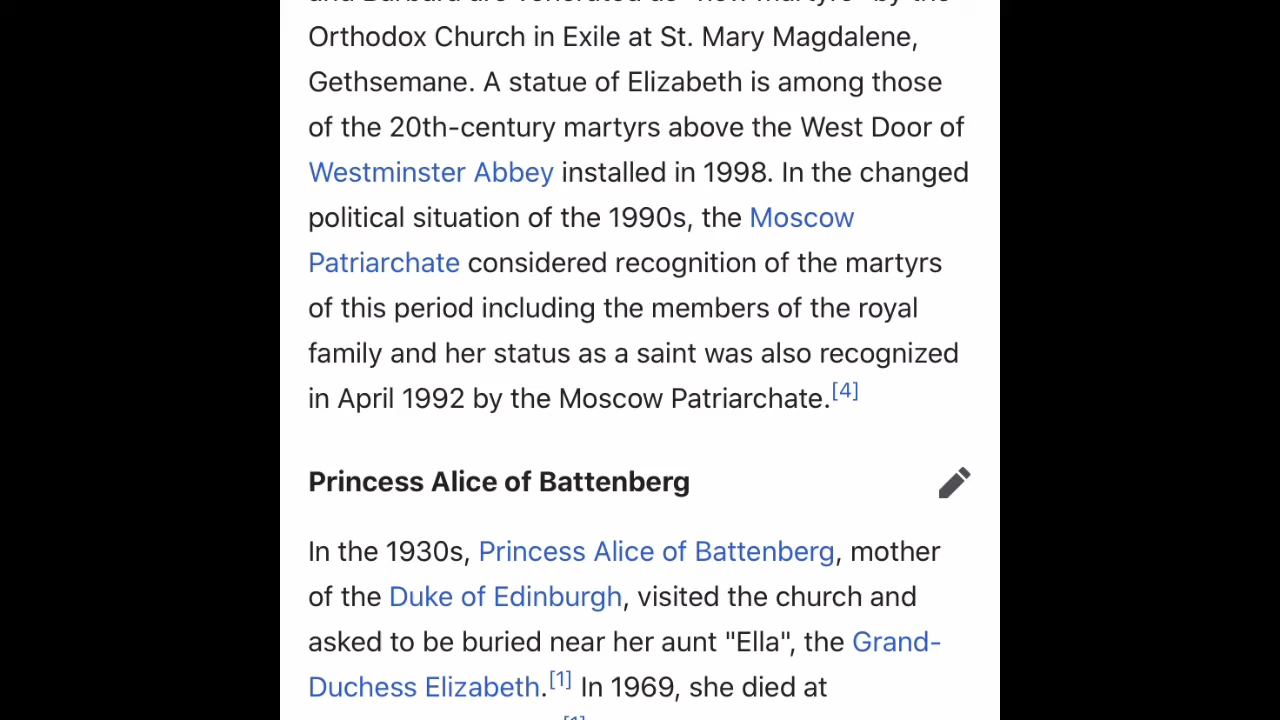 Orthodox Church in Exile at St. Mary Magdalene,
Gethsemane. A statue of Elizabeth is among those
of the 20th-century martyrs above the West Door of
Westminster Abbey installed in 1998. In the changed
political situation of the 1990s, the Moscow
Patriarchate considered recognition of the martyrs
of this period including the members of the royal
family and her status as a saint was also recognized
in April 1992 by the Moscow Patriarchate.[4]
Princess Alice of Battenberg
In the 1930s, Princess Alice of Battenberg, mother
of the Duke of Edinburgh, visited the church and
asked to be buried near her aunt "Ella", the Grand-
Duchess Elizabeth.[1] In 1969, she died at